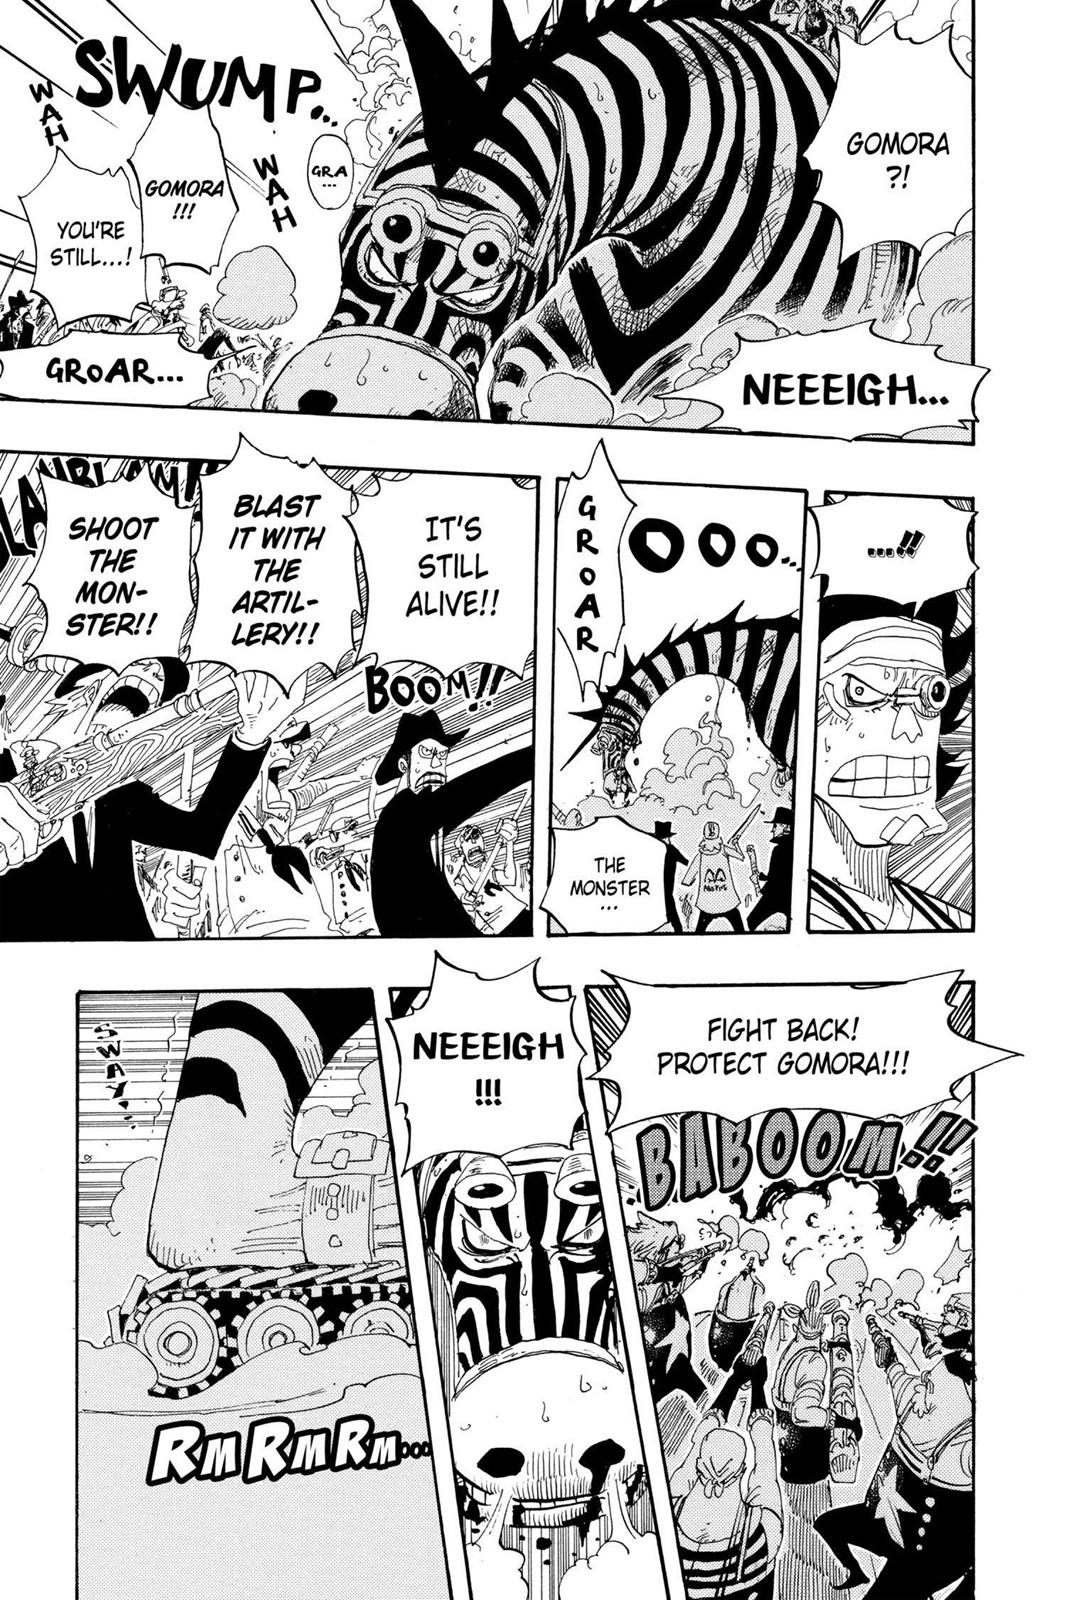 GOMORA
?!
NEEEIGH...
GRA
...
WAH
SWUMP...
GOMORA
!!!
WAH
YOU'RE
STILL...!
GROAR...
...!!
OOO...
GROAR
THE
MONSTER
...
IT'S
STILL
ALIVE!!
BOOM!!
BLAST
IT WITH
THE
ARTIL-
LERY!!
SHOOT
THE
MON-
STER!!
FIGHT BACK!
PROTECT GOMORA!!!
BABOOM!!
NEEEIGH
!!!
SWAY...
RMRMRM...